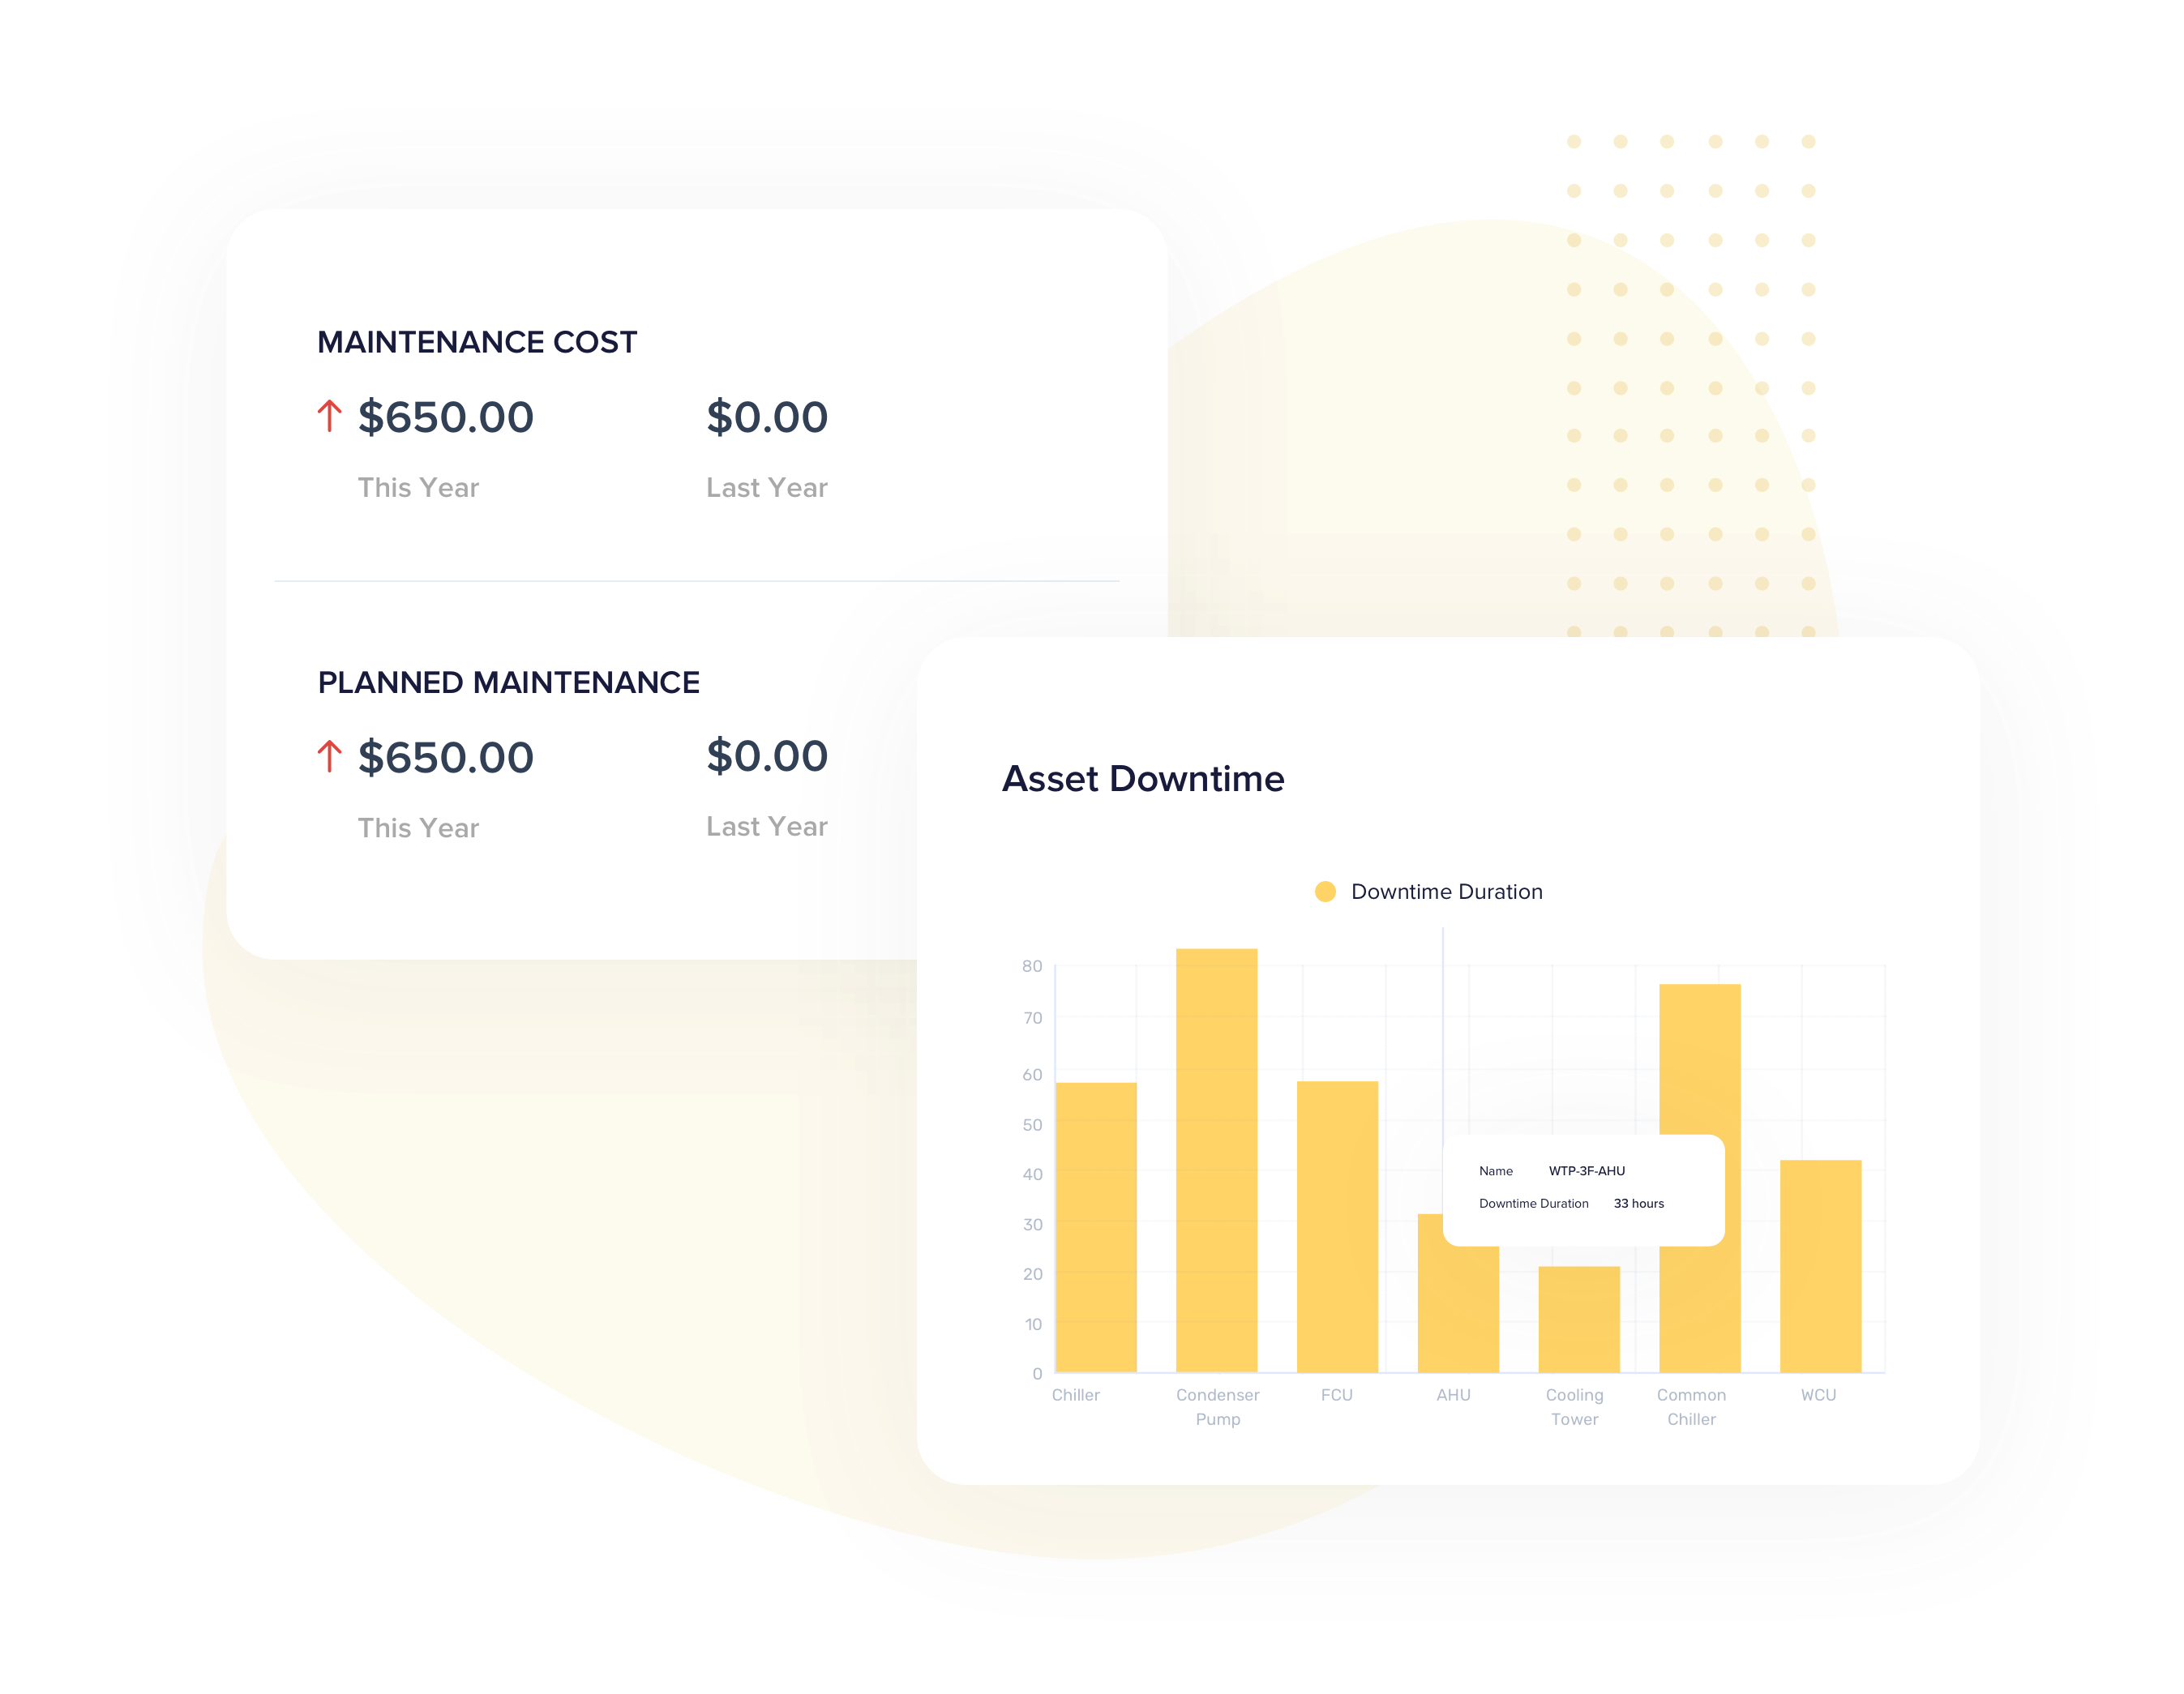 MAINTENANCE COST
$650.00 $0.00
This Year Last Year
PLANNED MAINTENANCE
$650.00 $0.00
This Year Last Year
Asset Downtime
Downtime Duration
80
70
60
50
40
30
20
10
0
Name WTP-3F-AHU
Downtime Duration 33 hours
Chiller Condenser Pump FCU AHU Cooling Tower Common Chiller WCU